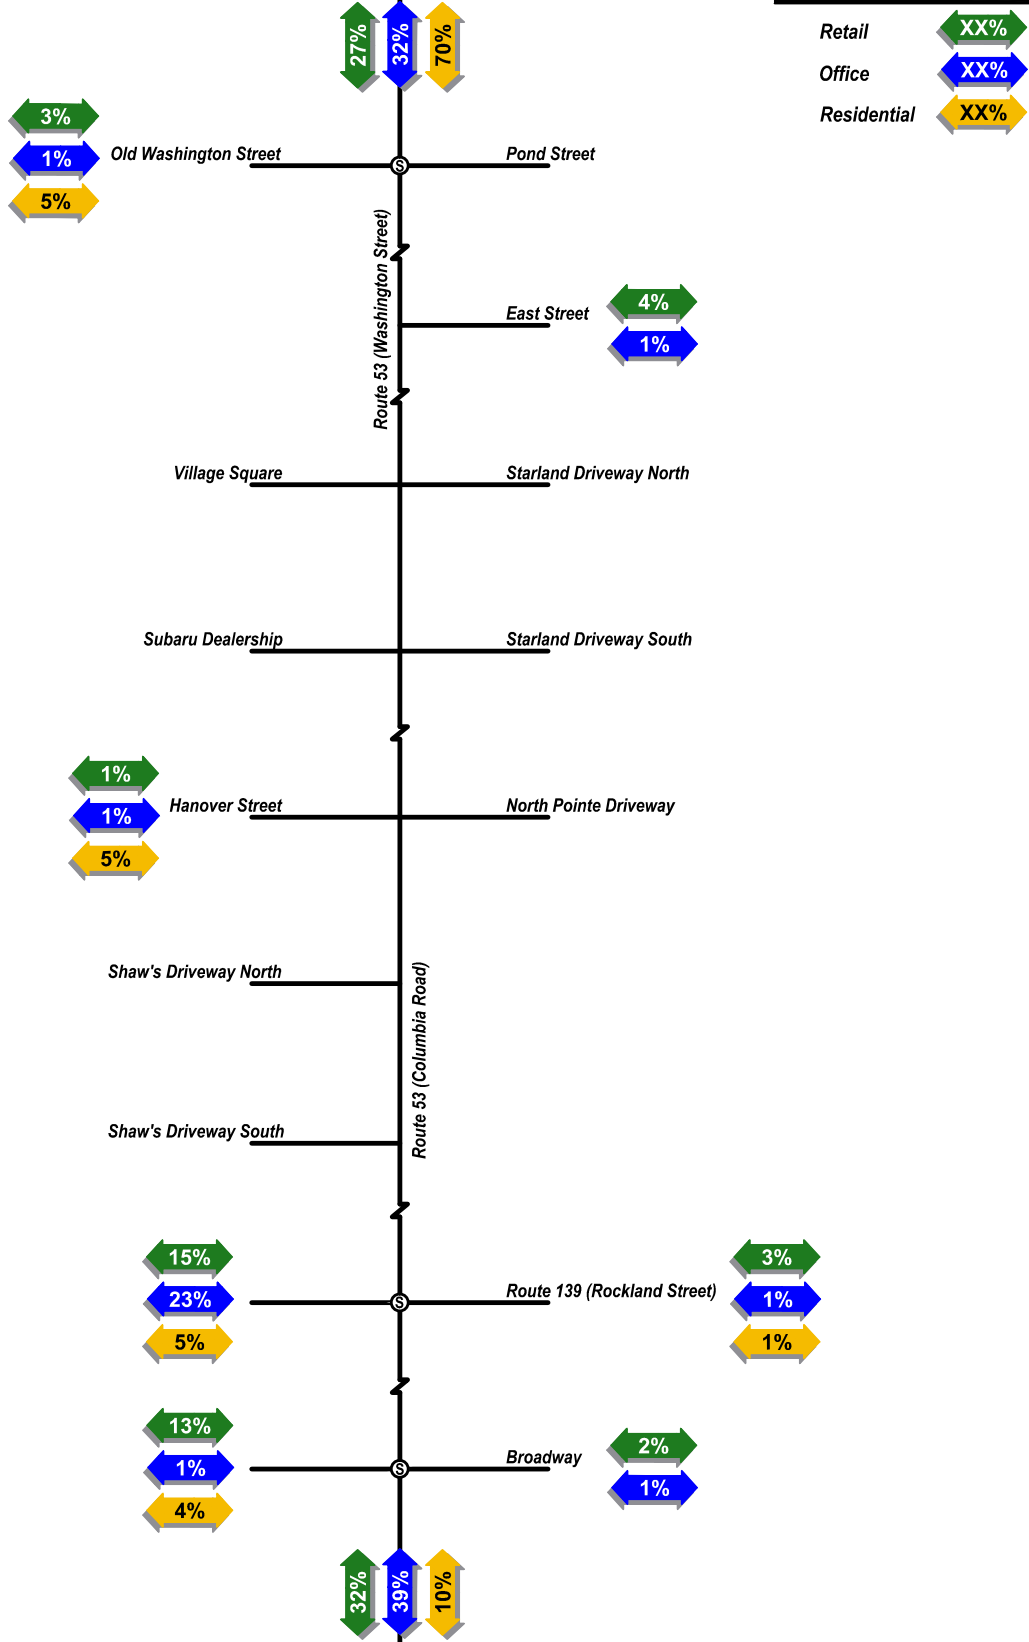 27% 32% 70%
Retail XX%
Office XX%
Residential XX%
3%
1% Old Washington Street Pond Street
S
5%
Route 53 (Washington Street)
4%
East Street
1%
Village Square Starland Driveway North
Subaru Dealership Starland Driveway South
1%
1% Hanover Street North Pointe Driveway
5%
Shaw's Driveway North
Route 53 (Columbia Road)
Shaw's Driveway South
15% 3%
23% Route 139 (Rockland Street) 1%
S
5% 1%
13% 2%
1% Broadway 1%
S
4%
32% 39% 10%